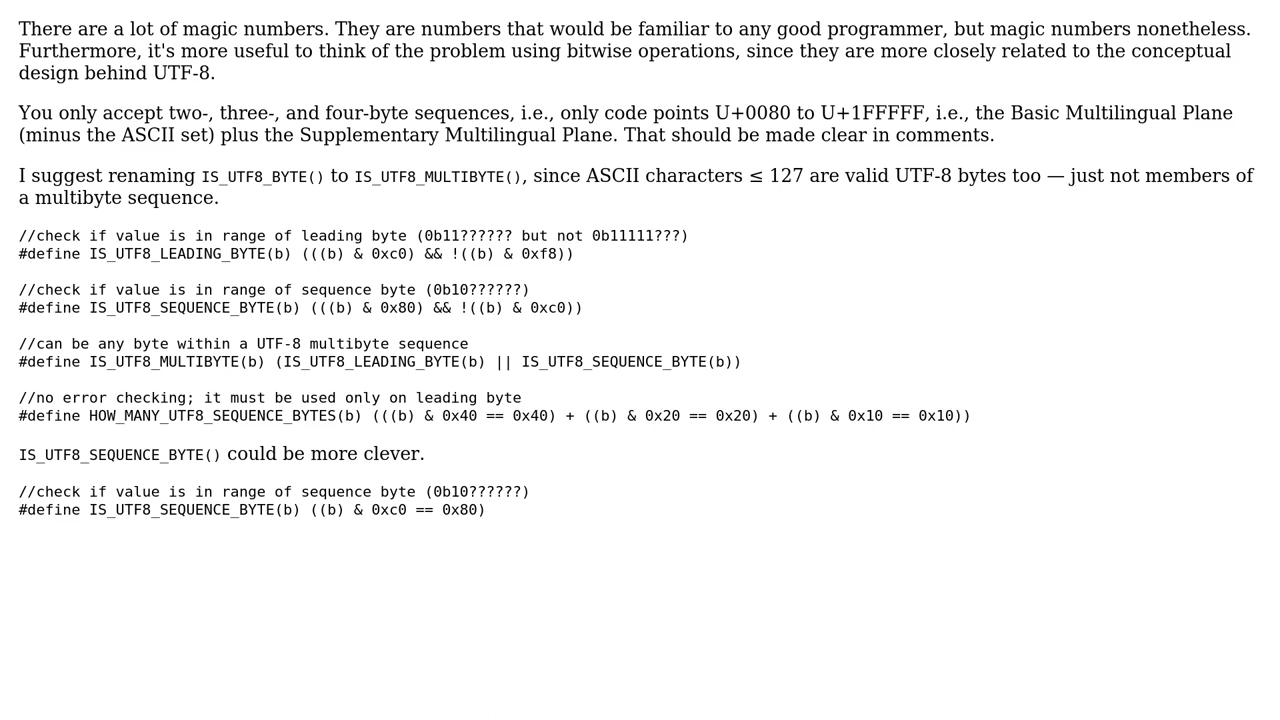 There are a lot of magic numbers. They are numbers that would be familiar to any good programmer, but magic numbers nonetheless.
Furthermore, it's more useful to think of the problem using bitwise operations, since they are more closely related to the conceptual
design behind UTF-8.
You only accept two-, three-, and four-byte sequences, i.e., only code points U+0080 to U+1FFFFF, i.e., the Basic Multilingual Plane
(minus the ASCII set) plus the Supplementary Multilingual Plane. That should be made clear in comments.
I suggest renaming IS_UTF8_BYTE() to IS_UTF8_MULTIBYTE(), since ASCII characters ≤ 127 are valid UTF-8 bytes too — just not members of
a multibyte sequence.
//check if value is in range of leading byte (0b11?????? but not 0b11111???)
#define IS_UTF8_LEADING_BYTE(b) (((b) & 0xc0) && !((b) & 0xf8))
//check if value is in range of sequence byte (0b10??????)
#define IS_UTF8_SEQUENCE_BYTE(b) (((b) & 0x80) && !((b) & 0xc0))
//can be any byte within a UTF-8 multibyte sequence
#define IS_UTF8_MULTIBYTE(b) (IS_UTF8_LEADING_BYTE(b) || IS_UTF8_SEQUENCE_BYTE(b))
//no error checking; it must be used only on leading byte
#define HOW_MANY_UTF8_SEQUENCE_BYTES(b) (((b) & 0x40 == 0x40) + ((b) & 0x20 == 0x20) + ((b) & 0x10 == 0x10))
IS_UTF8_SEQUENCE_BYTE() could be more clever.
//check if value is in range of sequence byte (0b10??????)
#define IS_UTF8_SEQUENCE_BYTE(b) ((b) & 0xc0 == 0x80)